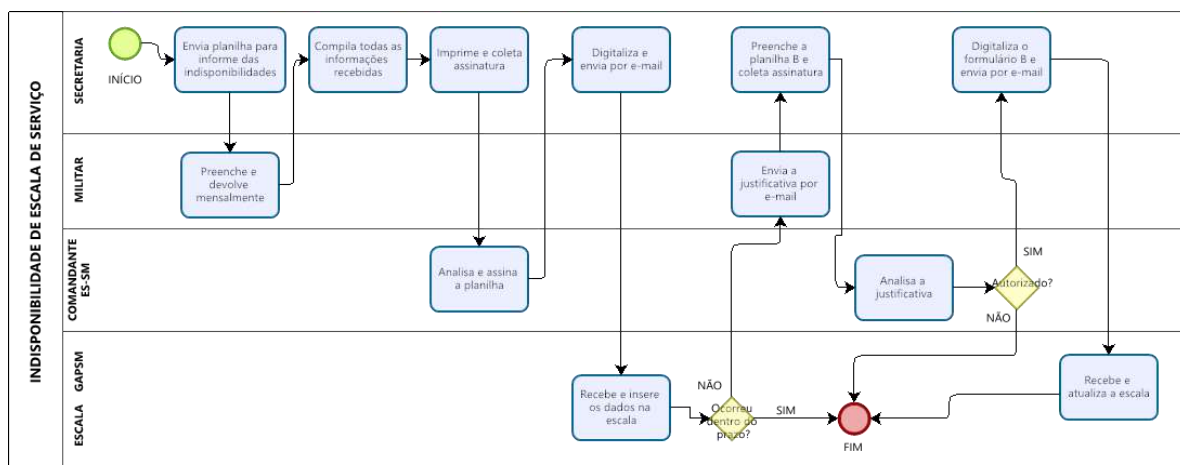 INDISPONIBILIDADE DE ESCALA DE SERVIÇO
SECRETARIA
INÍCIO
Envia planilha para
informe das
indisponibilidades
Compila todas as
informações
recebidas
Imprime e coleta
assinatura
Digitaliza e
envia por e-mail
Preenche a
planilha B e
coleta assinatura
Digitaliza o
formulário B e
envia por e-mail
MILITAR
Preenche e
devolve
mensalmente
Envia a
justificativa por
e-mail
COMANDANTE
ES-SM
Analisa e assina
a planilha
Analisa a
justificativa
Autorizado?
SIM
NÃO
ESCALA GAPSM
Recebe e insere
os dados na
escala
NÃO
Ocorreu
dentro do
prazo?
SIM
FIM
Recebe e
atualiza a escala